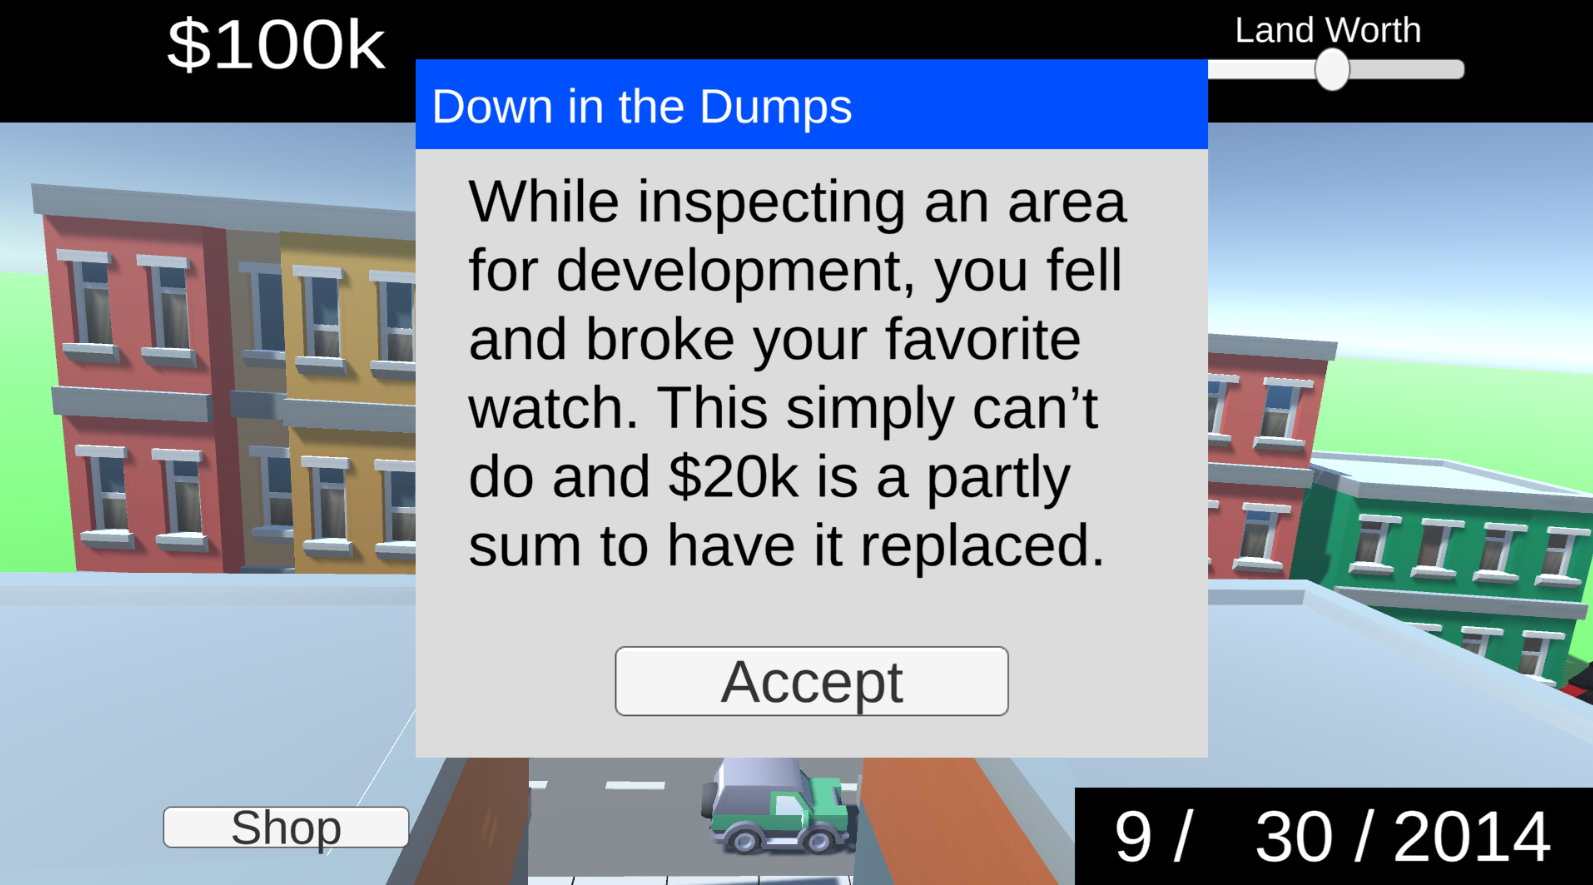 $100k
Land Worth
Down in the Dumps
While inspecting an area
for development, you fell
and broke your favorite
watch. This simply can’t
do and $20k is a partly
sum to have it replaced.
Accept
Shop
9 / 30 / 2014